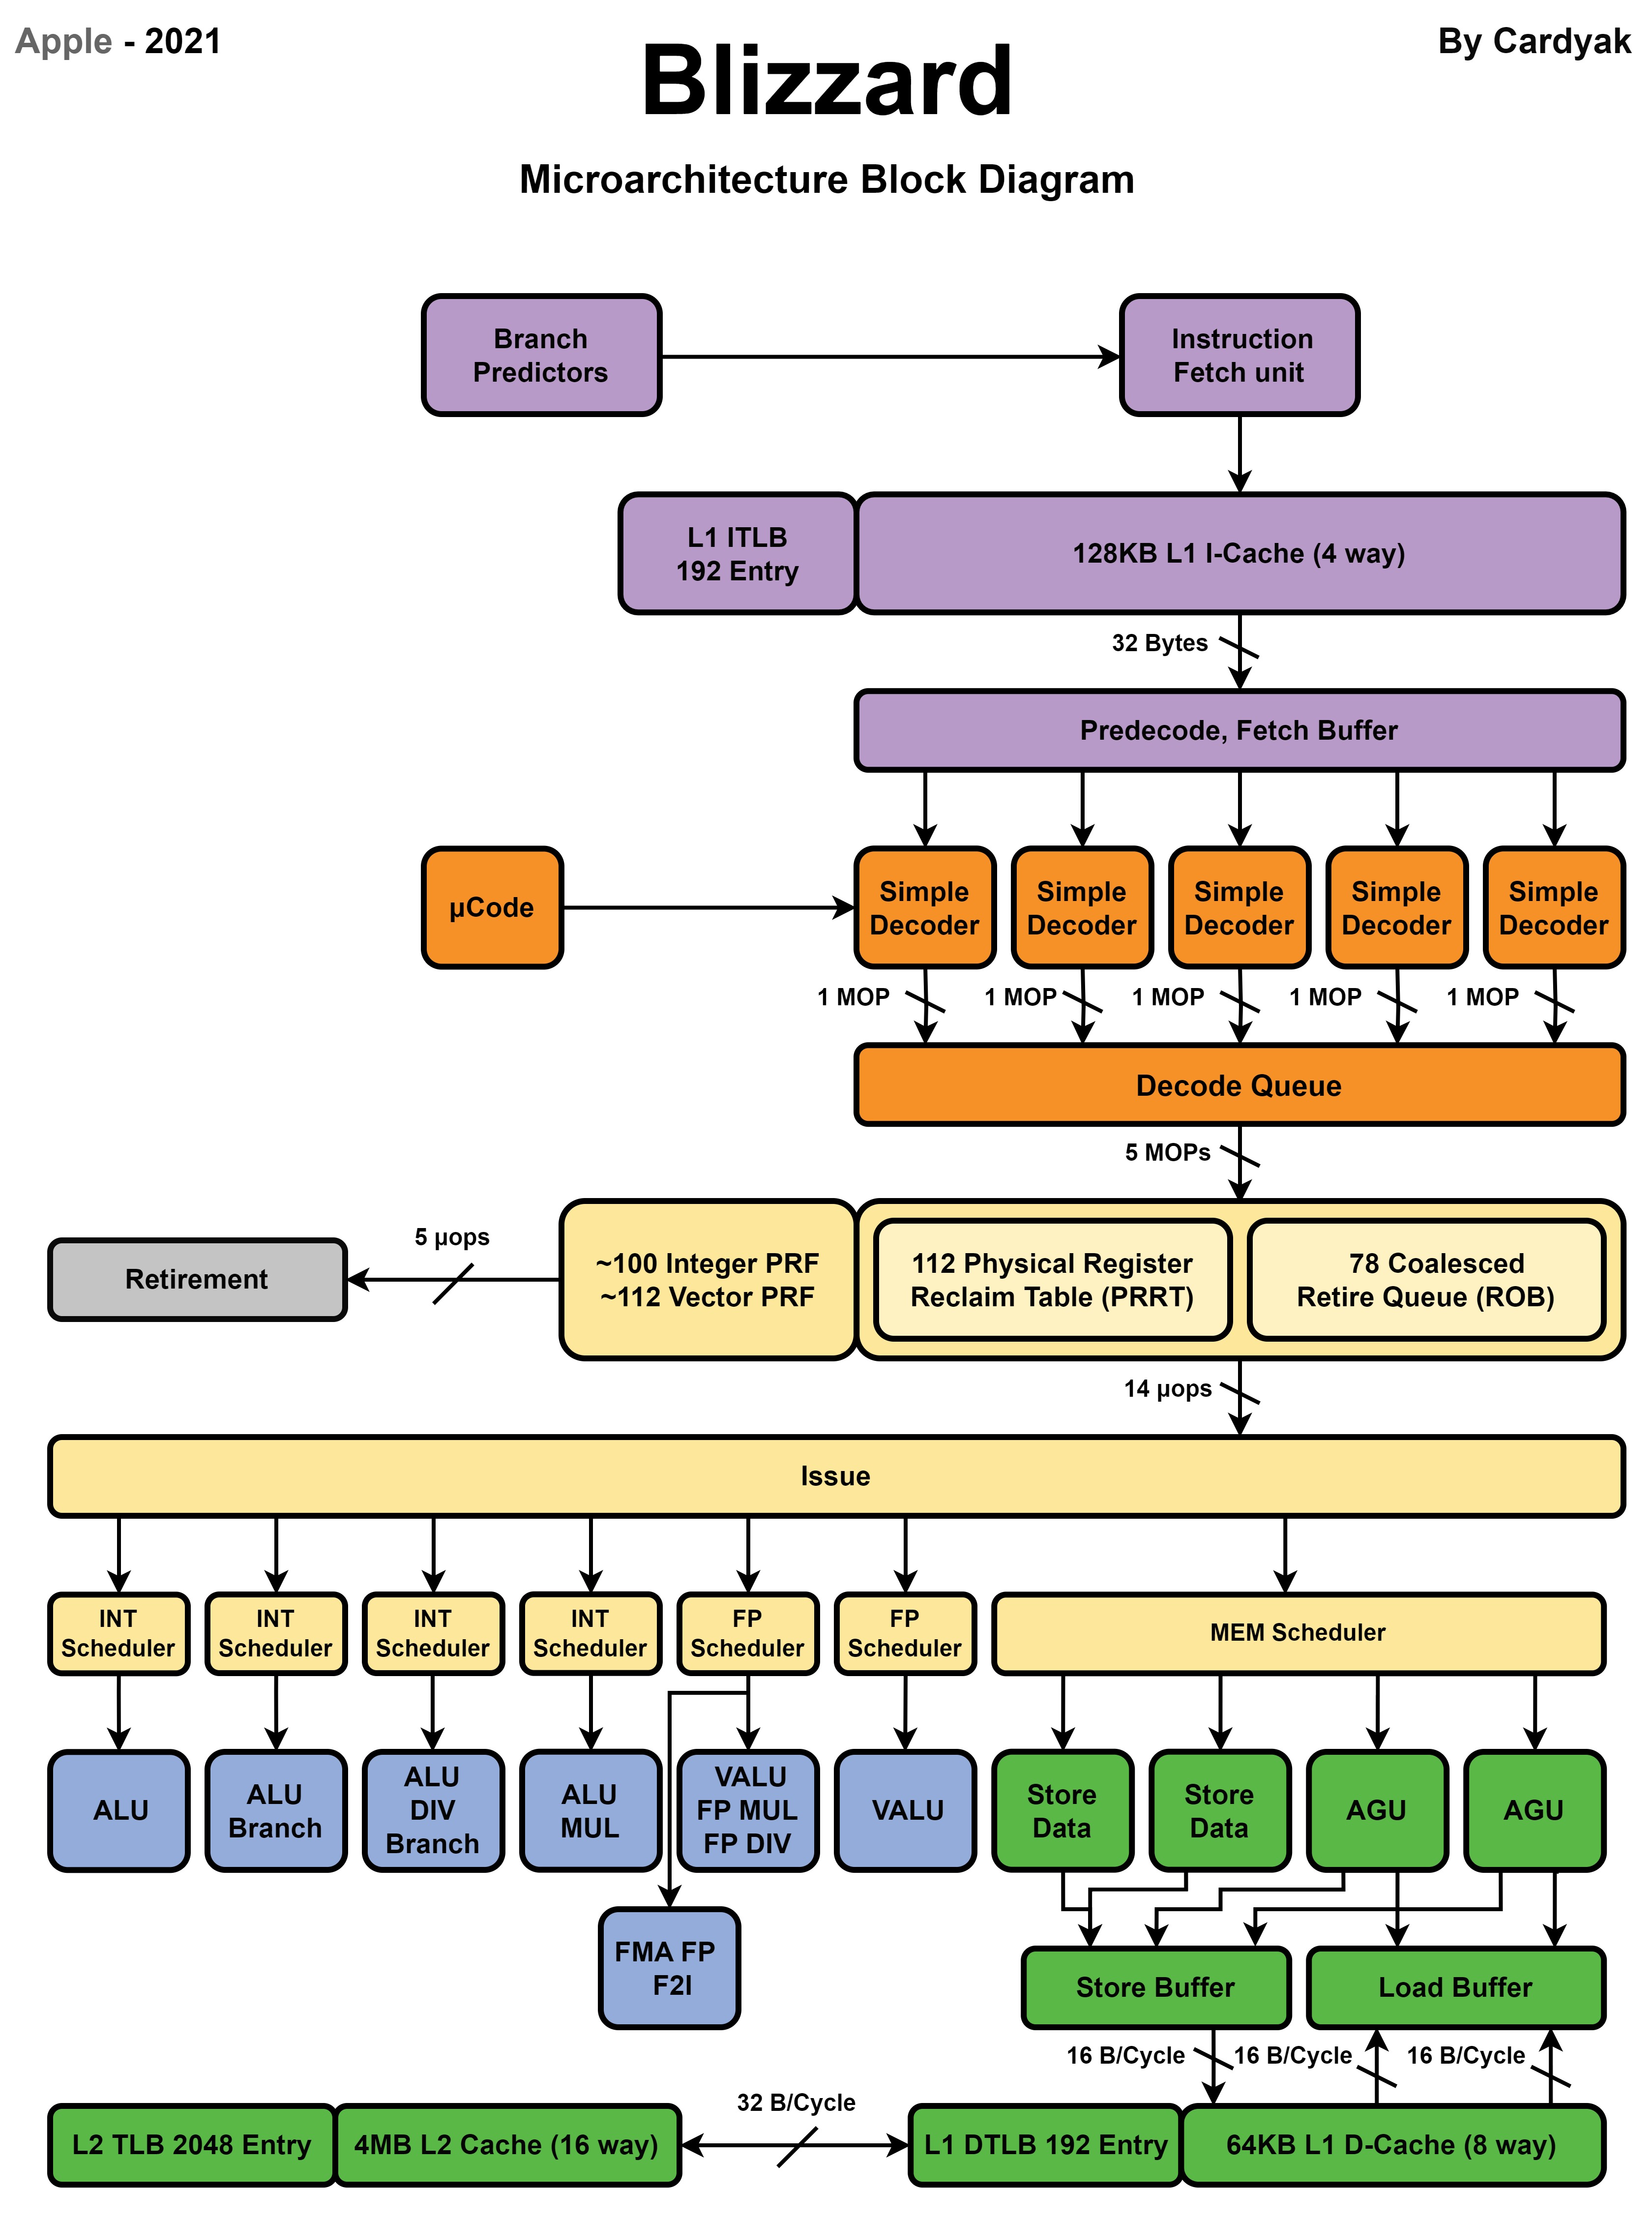 Apple - 2021
By Cardyak
Blizzard
Microarchitecture Block Diagram
Branch
Predictors
Instruction
Fetch unit
L1 ITLB
192 Entry
128KB L1 I-Cache (4 way)
32 Bytes
Predecode, Fetch Buffer
µCode
Simple
Decoder
Simple
Decoder
Simple
Decoder
Simple
Decoder
Simple
Decoder
1 MOP
1 MOP
1 MOP
1 MOP
1 MOP
Decode Queue
5 MOPs
Retirement
5 µops
~100 Integer PRF
~112 Vector PRF
112 Physical Register
Reclaim Table (PRRT)
78 Coalesced
Retire Queue (ROB)
14 µops
Issue
INT
Scheduler
INT
Scheduler
INT
Scheduler
INT
Scheduler
FP
Scheduler
FP
Scheduler
MEM Scheduler
ALU
ALU
Branch
ALU
DIV
Branch
ALU
MUL
VALU
FP MUL
FP DIV
VALU
Store
Data
Store
Data
AGU
AGU
FMA FP
F2I
Store Buffer
Load Buffer
16 B/Cycle
16 B/Cycle
16 B/Cycle
L2 TLB 2048 Entry
4MB L2 Cache (16 way)
32 B/Cycle
L1 DTLB 192 Entry
64KB L1 D-Cache (8 way)